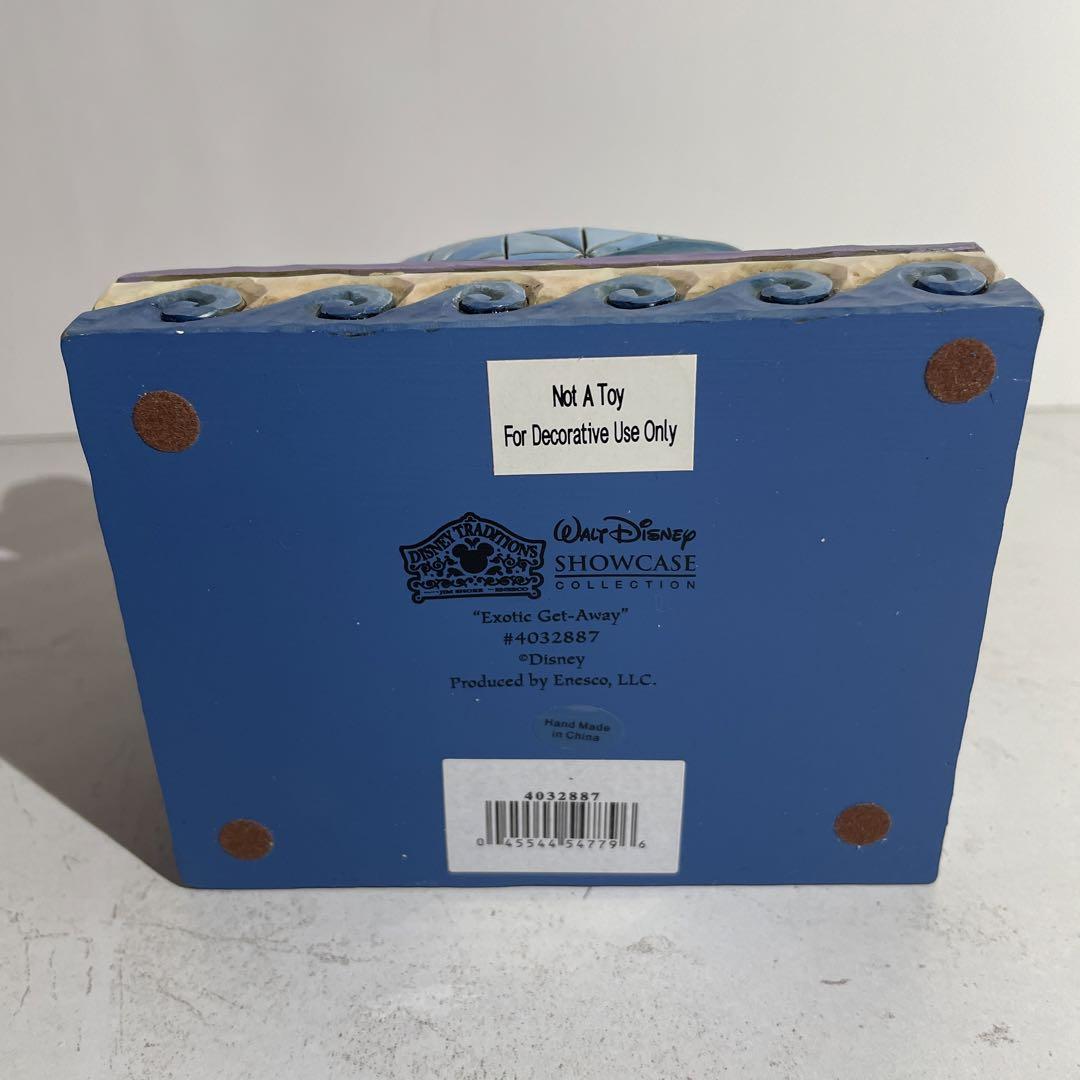 Not A Toy
For Decorative Use Only
DISNEY TRADITIONS
JIM SHORE ENESCO
Walt Disney
SHOWCASE
COLLECTION
"Exotic Get-Away"
#4032887
©Disney
Produced by Enesco, LLC.
Hand Made
in China
4032887
0 45544 54779 6